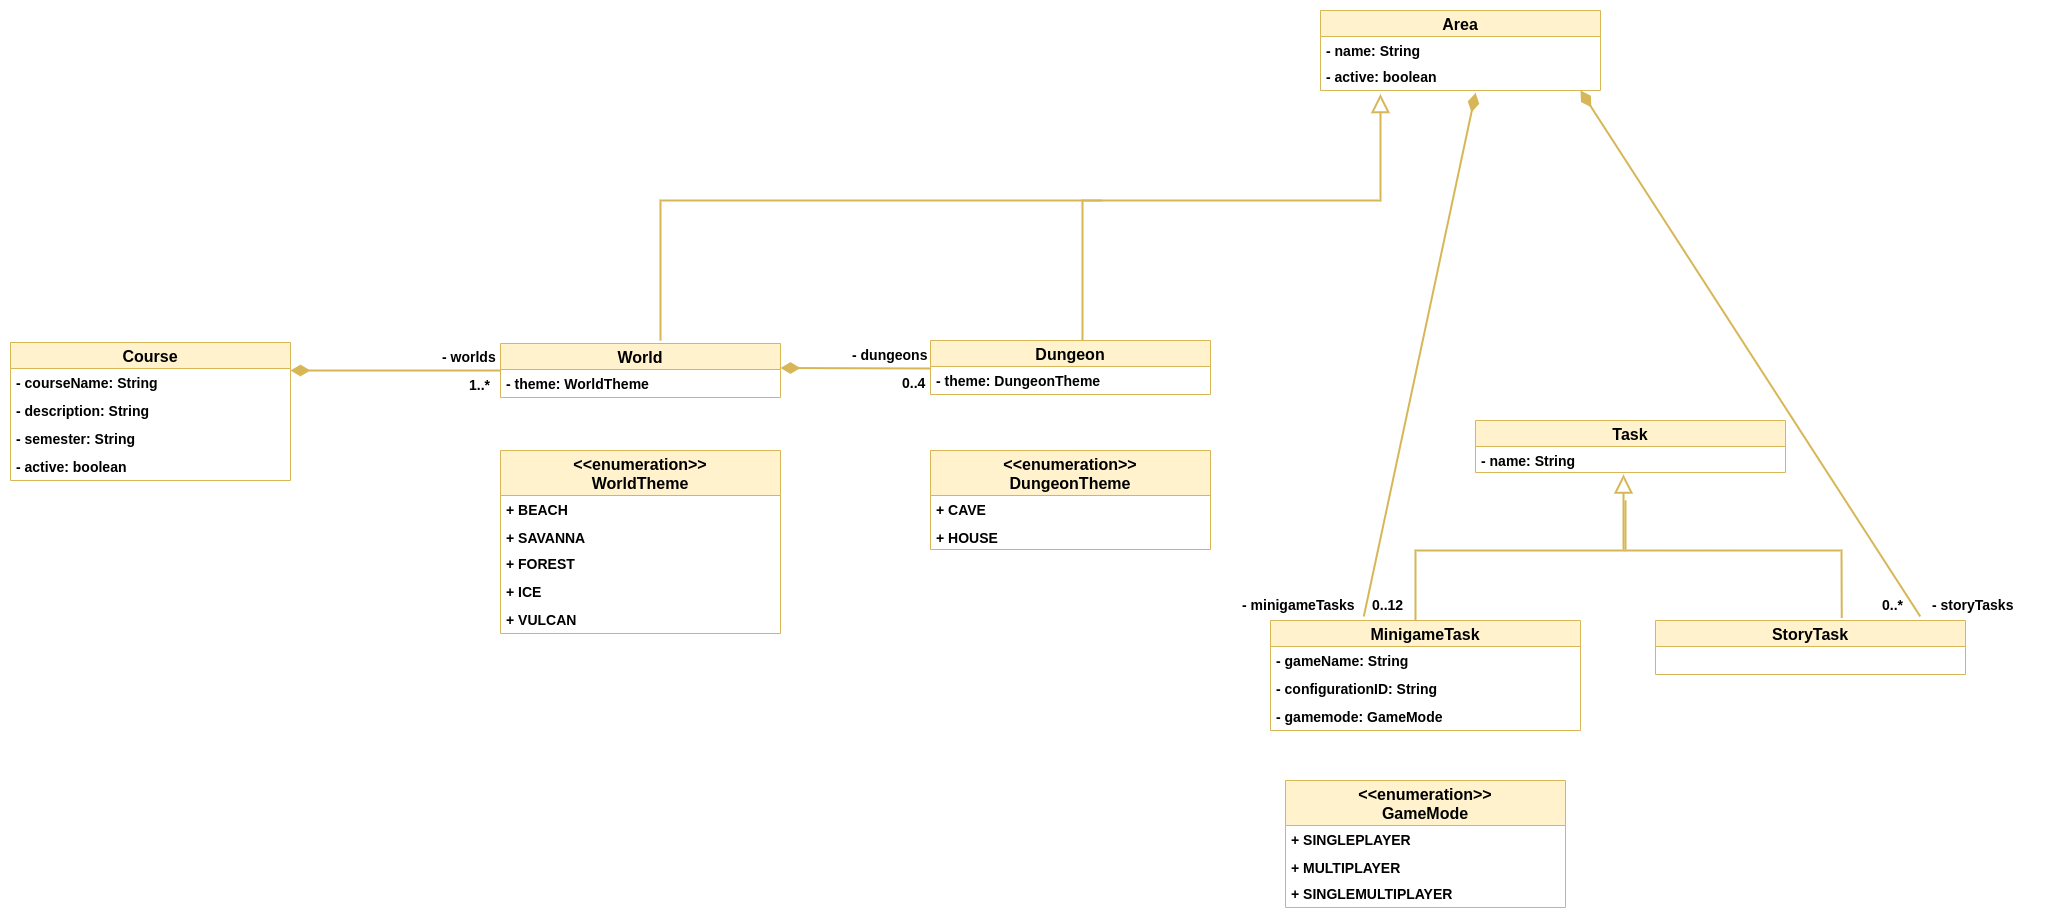 Area
- name: String
- active: boolean
Course
- courseName: String
- description: String
- semester: String
- active: boolean
- worlds
1..*
World
- theme: WorldTheme
- dungeons
0..4
Dungeon
- theme: DungeonTheme
<<enumeration>>
WorldTheme
+ BEACH
+ SAVANNA
+ FOREST
+ ICE
+ VULCAN
<<enumeration>>
DungeonTheme
+ CAVE
+ HOUSE
Task
- name: String
- minigameTasks
0..12
0..*
- storyTasks
MinigameTask
- gameName: String
- configurationID: String
- gamemode: GameMode
StoryTask
<<enumeration>>
GameMode
+ SINGLEPLAYER
+ MULTIPLAYER
+ SINGLEMULTIPLAYER